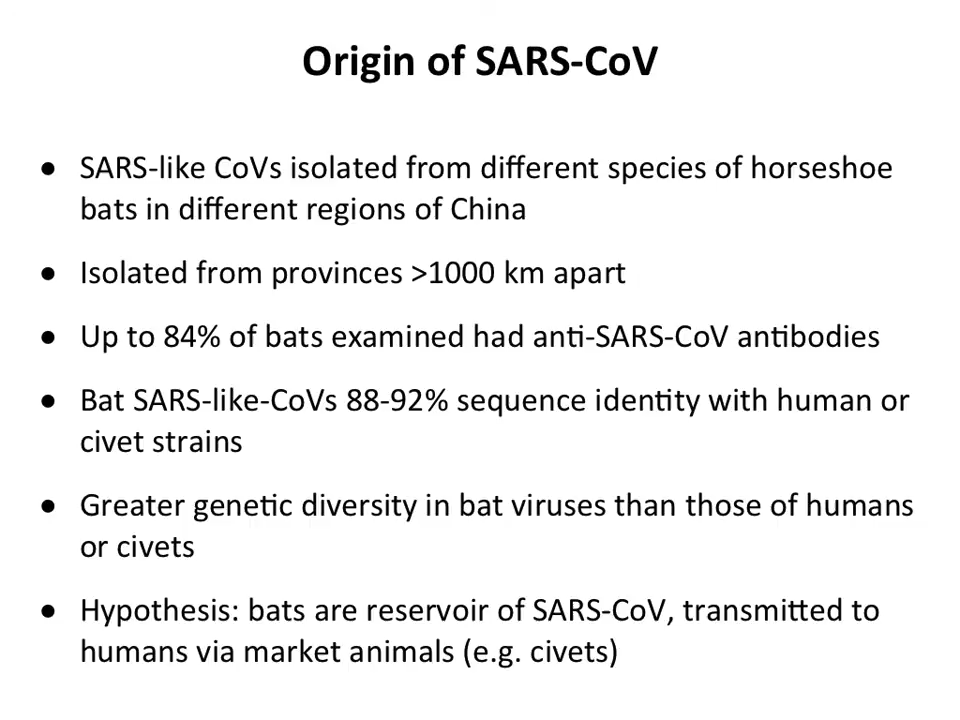 Origin of SARS-CoV
● SARS-like CoVs isolated from different species of horseshoe
bats in different regions of China
● Isolated from provinces >1000 km apart
● Up to 84% of bats examined had anti-SARS-CoV antibodies
● Bat SARS-like-CoVs 88-92% sequence identity with human or
civet strains
● Greater genetic diversity in bat viruses than those of humans
or civets
● Hypothesis: bats are reservoir of SARS-CoV, transmitted to
humans via market animals (e.g. civets)